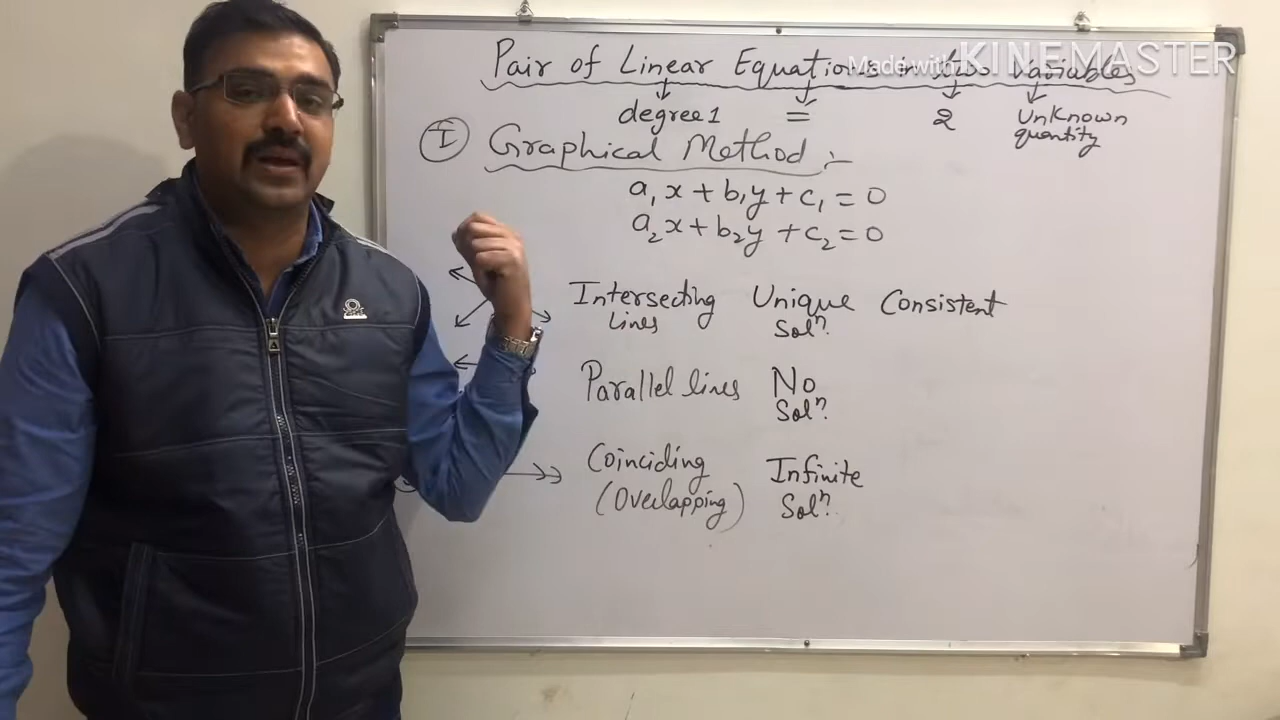 Pair of Linear Equations in two Variables
Made with KINEMASTER
degree 1 = 2 Unknown quantity
I Graphical Method :-
a₁x + b₁y + c₁ = 0
a₂x + b₂y + c₂ = 0
Intersecting lines Unique Solⁿ. Consistent
Parallel lines No Solⁿ.
Coinciding (Overlapping) Infinite Solⁿ.